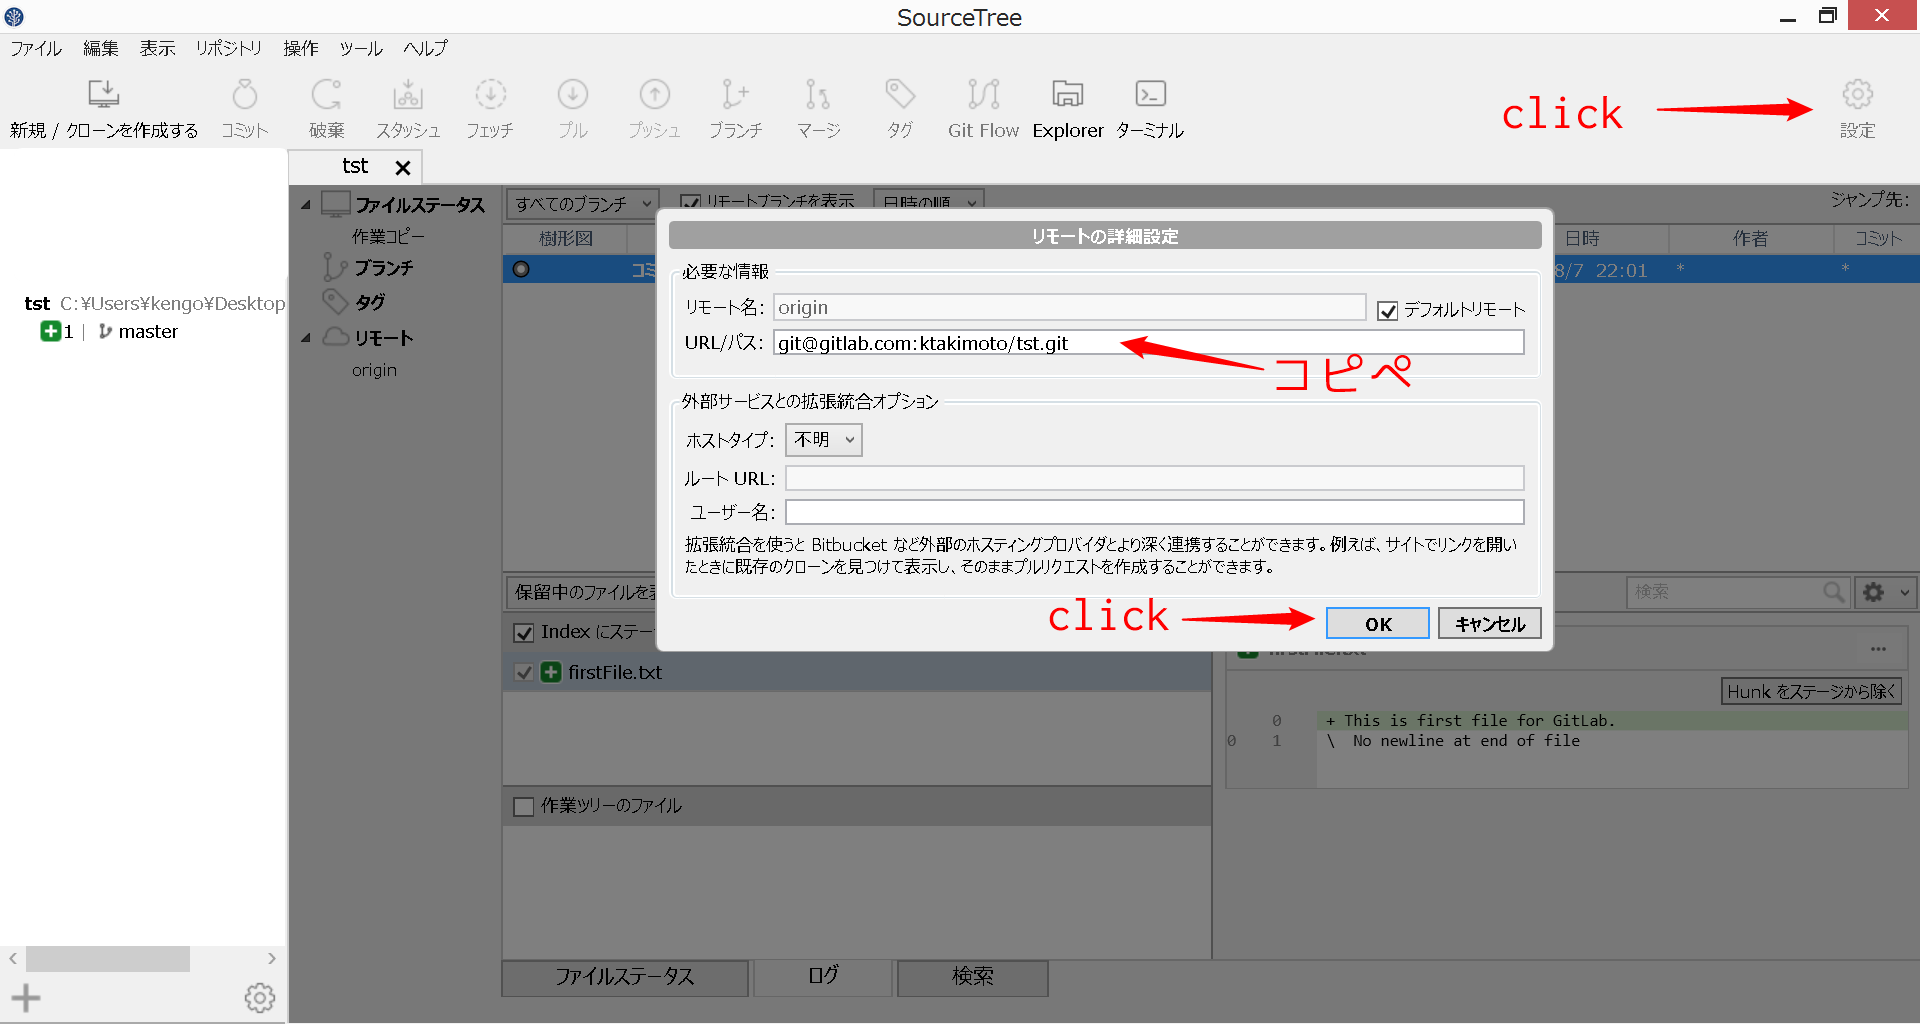 SourceTree
ファイル 編集 表示 リポジトリ 操作 ツール ヘルプ
新規 / クローンを作成する コミット 破棄 スタッシュ フェッチ プル プッシュ ブランチ マージ タグ Git Flow Explorer ターミナル click 設定
tst
tst C:¥Users¥kengo¥Desktop
1 master
ファイルステータス
作業コピー
ブランチ
タグ
リモート
origin
すべてのブランチ リモートブランチを表示 日時の順 ジャンプ先:
樹形図 日時 作者 コミット
コミ 8/7 22:01 * *
リモートの詳細設定
必要な情報
リモート名: origin デフォルトリモート
URL/パス: git@gitlab.com:ktakimoto/tst.git
コピペ
外部サービスとの拡張統合オプション
ホストタイプ: 不明
ルート URL:
ユーザー名:
拡張統合を使うと Bitbucket など外部のホスティングプロバイダとより深く連携することができます。例えば、サイトでリンクを開い
たときに既存のクローンを見つけて表示し、そのままプルリクエストを作成することができます。
click OK キャンセル
保留中のファイルを表 検索
Index にステー
firstFile.txt
作業ツリーのファイル
firstFile.txt ...
Hunk をステージから除く
0 + This is first file for GitLab.
0 1 \ No newline at end of file
ファイルステータス ログ 検索